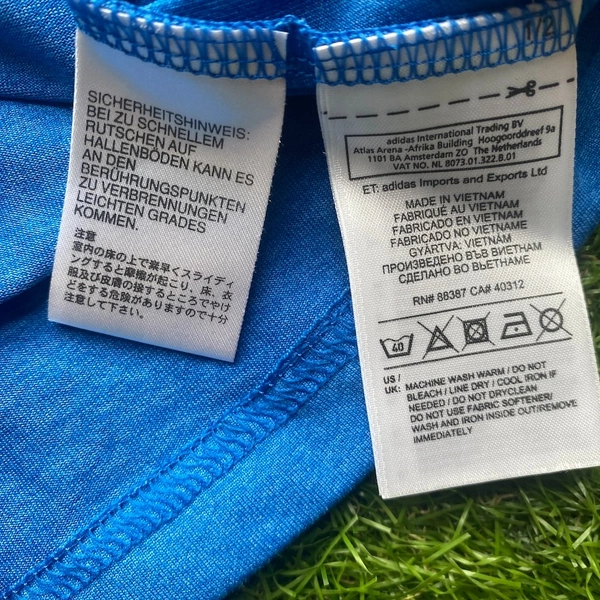 SICHERHEITSHINWEIS:
BEI ZU SCHNELLEM
RUTSCHEN AUF
HALLENBÖDEN KANN ES
AN DEN
BERÜHRUNGSPUNKTEN
ZU VERBRENNUNGEN
LEICHTEN GRADES
KOMMEN.
注意
室内の床の上で素早くスライディ
ングすると摩擦が起こり、床、衣
服及び皮膚の接するところでやけ
どをする危険がありますので十分
注意して下さい。
1/2
adidas International Trading BV
Atlas Arena -Afrika Building Hoogoorddreef 9a
1101 BA Amsterdam ZO The Netherlands
VAT NO. NL 8073.01.322.B.01
ET: adidas Imports and Exports Ltd
MADE IN VIETNAM
FABRIQUÉ AU VIETNAM
FABRICADO EN VIETNAM
FABRICADO NO VIETNAME
GYÁRTVA: VIETNÁM
ПРОИЗВЕДЕНО ВЪВ ВИЕТНАМ
СДЕЛАНО ВО ВЬЕТНАМЕ
RN# 88387 CA# 40312
40
US /
UK: MACHINE WASH WARM / DO NOT
BLEACH / LINE DRY / COOL IRON IF
NEEDED / DO NOT DRYCLEAN
DO NOT USE FABRIC SOFTENER/
WASH AND IRON INSIDE OUT/REMOVE
IMMEDIATELY